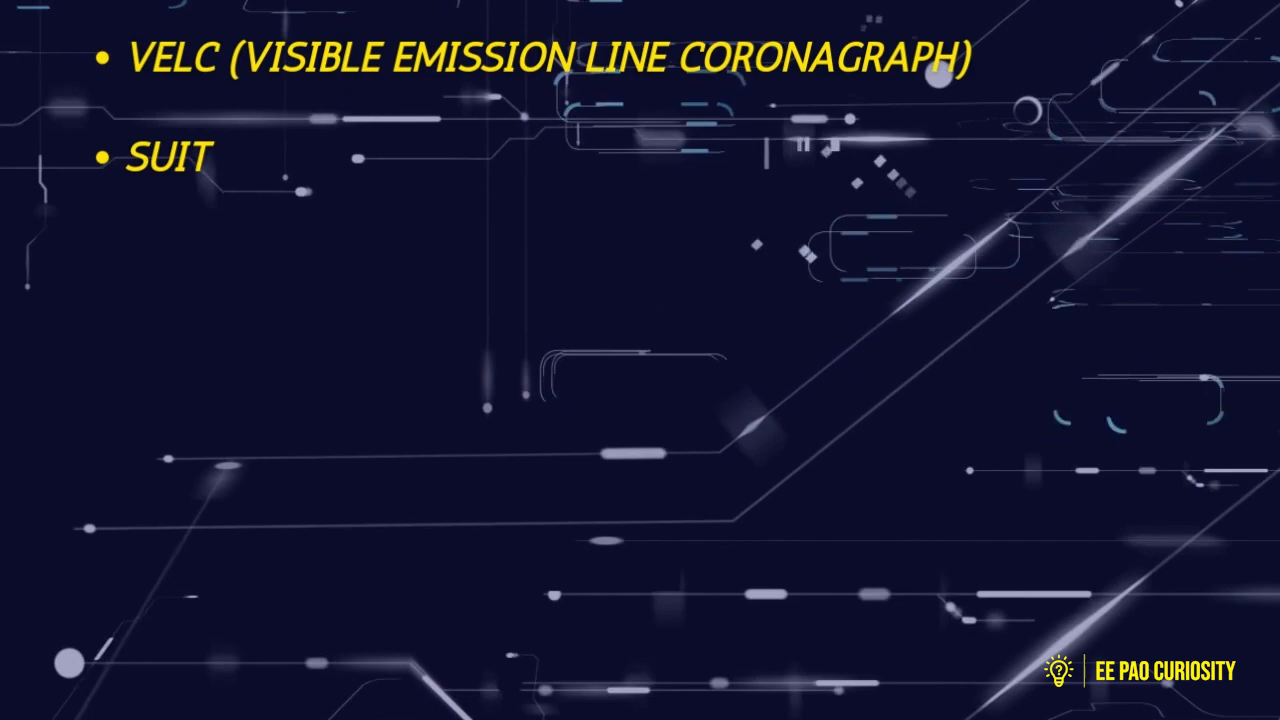 • VELC (VISIBLE EMISSION LINE CORONAGRAPH)
• SUIT
EE PAO CURIOSITY